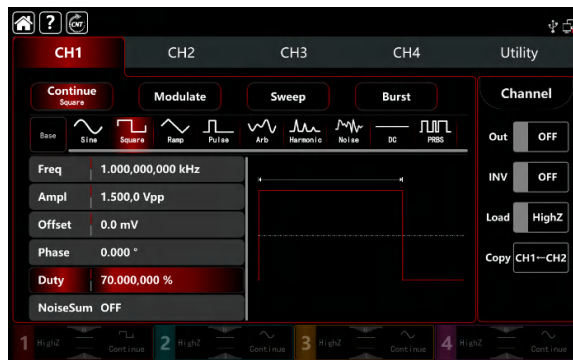 ? CNT
CH1 CH2 CH3 CH4 Utility
Continue Modulate Sweep Burst Channel
Square
Base Sine Square Ramp Pulse Arb Harmonic Noise DC PRBS
Out OFF
Freq 1.000,000,000 kHz
INV OFF
Ampl 1.500,0 Vpp
Offset 0.0 mV
Load HighZ
Phase 0.000 °
Copy CH1←CH2
Duty 70.000,000 %
NoiseSum OFF
1 HighZ Continue 2 HighZ Continue 3 HighZ Continue 4 HighZ Continue